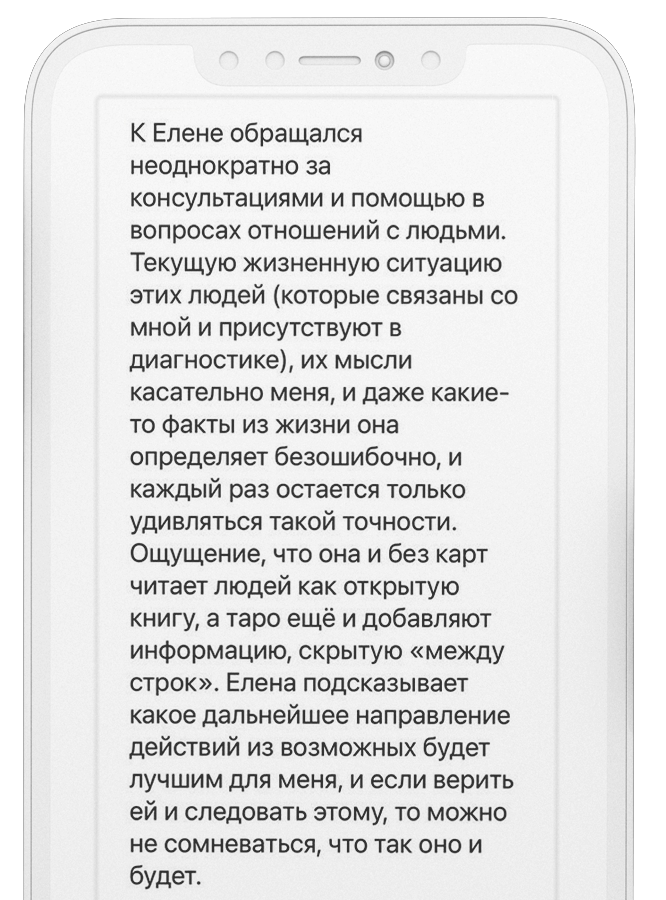 К Елене обращался
неоднократно за
консультациями и помощью в
вопросах отношений с людьми.
Текущую жизненную ситуацию
этих людей (которые связаны со
мной и присутствуют в
диагностике), их мысли
касательно меня, и даже какие-
то факты из жизни она
определяет безошибочно, и
каждый раз остается только
удивляться такой точности.
Ощущение, что она и без карт
читает людей как открытую
книгу, а таро ещё и добавляют
информацию, скрытую «между
строк». Елена подсказывает
какое дальнейшее направление
действий из возможных будет
лучшим для меня, и если верить
ей и следовать этому, то можно
не сомневаться, что так оно и
будет.